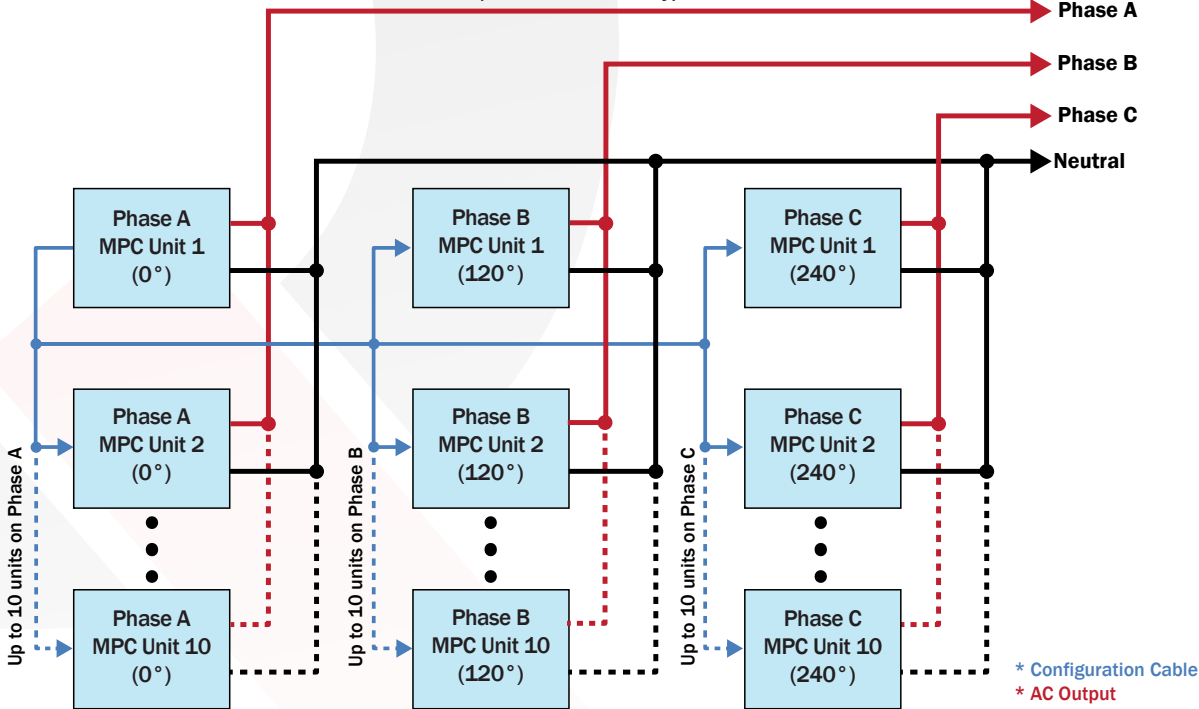 Phase A
Phase B
Phase C
Neutral
Phase A
MPC Unit 1
(0°)
Phase B
MPC Unit 1
(120°)
Phase C
MPC Unit 1
(240°)
Phase A
MPC Unit 2
(0°)
Phase B
MPC Unit 2
(120°)
Phase C
MPC Unit 2
(240°)
Up to 10 units on Phase A
Up to 10 units on Phase B
Up to 10 units on Phase C
Phase A
MPC Unit 10
(0°)
Phase B
MPC Unit 10
(120°)
Phase C
MPC Unit 10
(240°)
* Configuration Cable
* AC Output